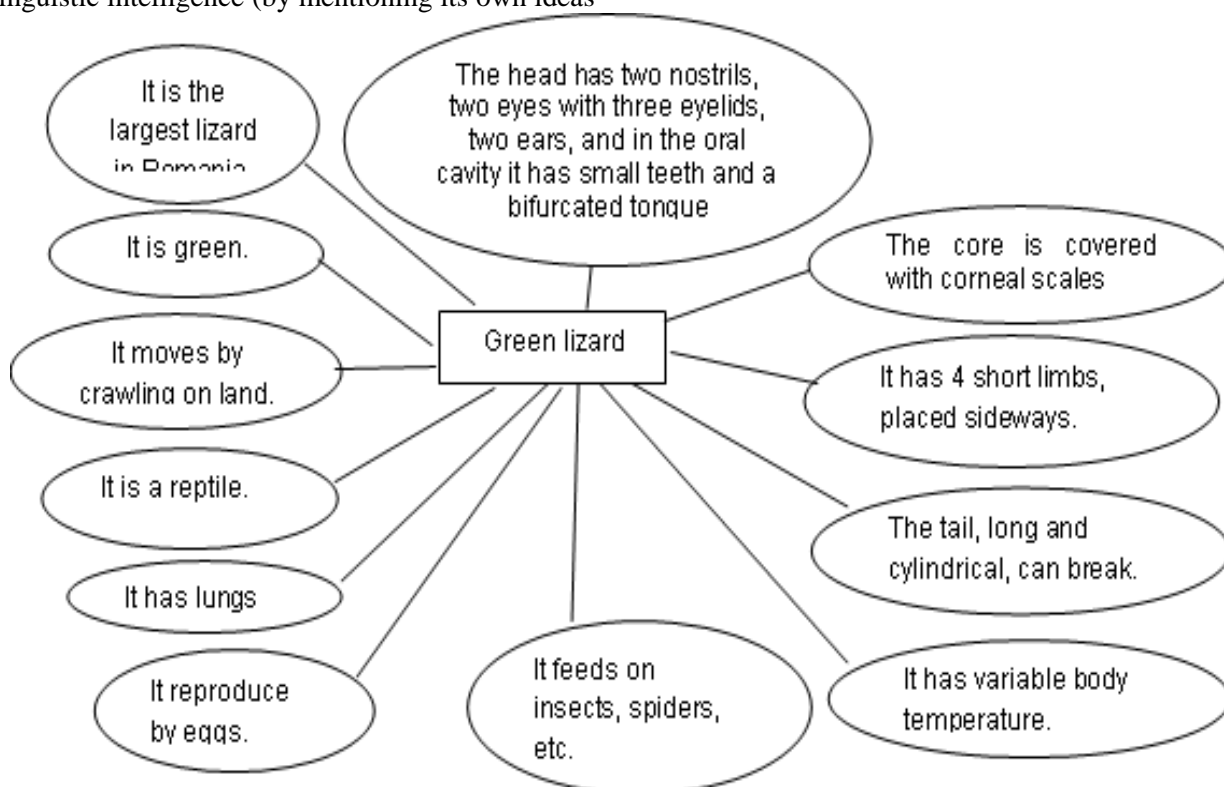 linguistic intelligence (by mentioning its own ideas
It is the
largest lizard
in Romania
The head has two nostrils,
two eyes with three eyelids,
two ears, and in the oral
cavity it has small teeth and a
bifurcated tongue
It is green.
The core is covered
with corneal scales
Green lizard
It moves by
crawling on land.
It has 4 short limbs,
placed sideways.
It is a reptile.
The tail, long and
cylindrical, can break.
It has lungs
It reproduce
by eggs.
It feeds on
insects, spiders,
etc.
It has variable body
temperature.